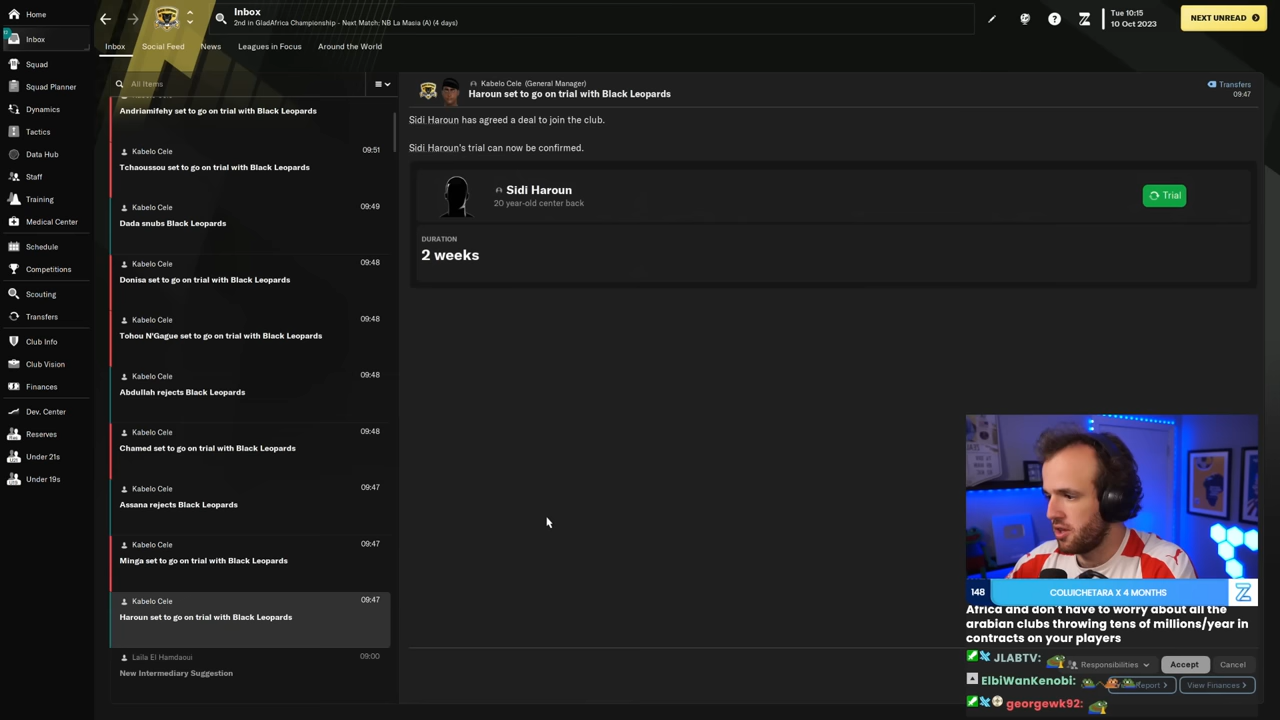 Home
Inbox
Squad
Squad Planner
Dynamics
Tactics
Data Hub
Staff
Training
Medical Center
Schedule
Competitions
Scouting
Transfers
Club Info
Club Vision
Finances
Dev. Center
Reserves
Under 21s
Under 19s
Inbox
2nd in GladAfrica Championship - Next Match: NB La Masia (A) (4 days)
Tue 10:15
10 Oct 2023
NEXT UNREAD
Inbox
Social Feed
News
Leagues in Focus
Around the World
All Items
Andriamifehy set to go on trial with Black Leopards
Kabelo Cele 09:51
Tchaoussou set to go on trial with Black Leopards
Kabelo Cele 09:49
Dada snubs Black Leopards
Kabelo Cele 09:48
Donisa set to go on trial with Black Leopards
Kabelo Cele 09:48
Tohou N'Gague set to go on trial with Black Leopards
Kabelo Cele 09:48
Abdullah rejects Black Leopards
Kabelo Cele 09:48
Chamed set to go on trial with Black Leopards
Kabelo Cele 09:47
Assana rejects Black Leopards
Kabelo Cele 09:47
Minga set to go on trial with Black Leopards
Kabelo Cele 09:47
Haroun set to go on trial with Black Leopards
Laila El Hamdaoui 09:00
New Intermediary Suggestion
Kabelo Cele (General Manager)
Haroun set to go on trial with Black Leopards
Transfers
09:47
Sidi Haroun has agreed a deal to join the club.
Sidi Haroun's trial can now be confirmed.
Sidi Haroun
20 year-old center back
Trial
DURATION
2 weeks
148 COLUICHETARA X 4 MONTHS
Africa and don't have to worry about all the
arabian clubs throwing tens of millions/year in
contracts on your players
JLABTV:
Responsibilities
Accept
Cancel
ElbiWanKenobi:
Report
View Finances
georgewk92: